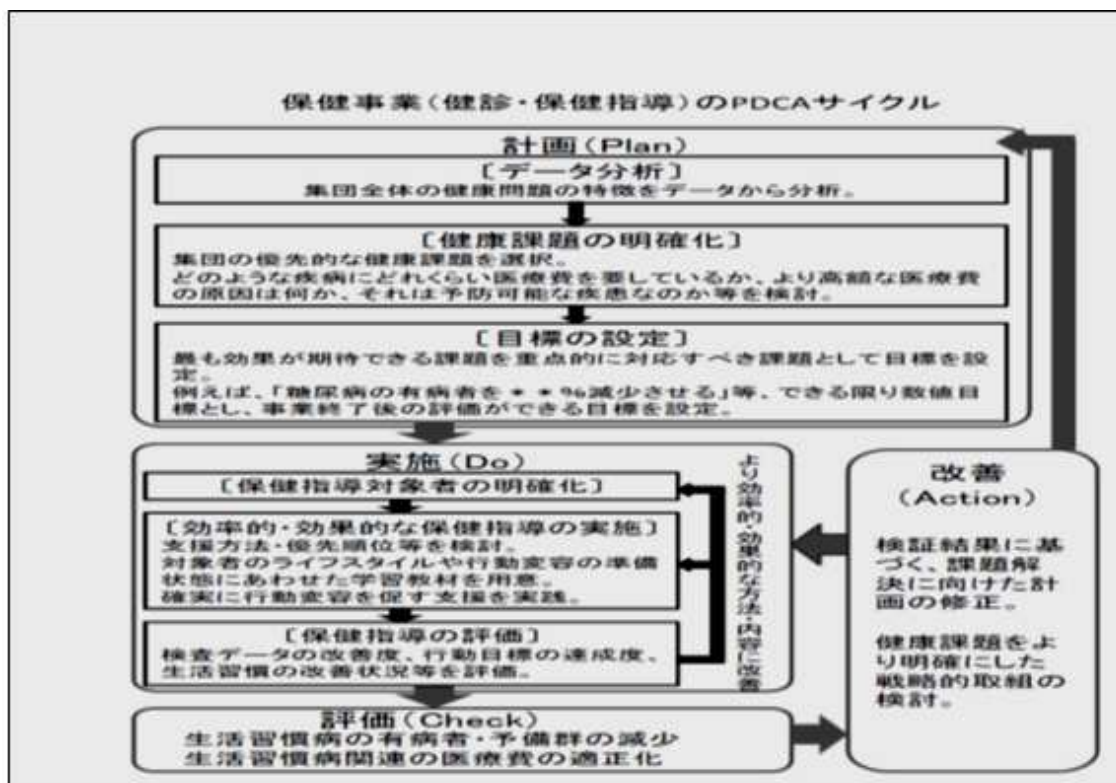 保健事業(健診・保健指導)のPDCAサイクル
計画(Plan)
[データ分析]
集団全体の健康問題の特徴をデータから分析。
[健康課題の明確化]
集団の優先的な健康課題を選択。
どのような疾病にどれくらい医療費を要しているか、より高額な医療費
の原因は何か、それは予防可能な疾患なのか等を検討。
[目標の設定]
最も効果が期待できる課題を重点的に対応すべき課題として目標を設
定。
例えば、「糖尿病の有病者を**%減少させる」等、できる限り数値目
標とし、事業終了後の評価ができる目標を設定。
実施(Do)
[保健指導対象者の明確化]
[効率的・効果的な保健指導の実施]
支援方法・優先順位等を検討。
対象者のライフスタイルや行動変容の準備
状態にあわせた学習教材を用意。
確実に行動変容を促す支援を実践。
[保健指導の評価]
検査データの改善度、行動目標の達成度、
生活習慣の改善状況等を評価。
より効率的・効果的な方法・内容に改善
評価(Check)
生活習慣病の有病者・予備群の減少
生活習慣病関連の医療費の適正化
改善
(Action)
検証結果に基
づく、課題解
決に向けた計
画の修正。
健康課題をよ
り明確にした
戦略的取組の
検討。